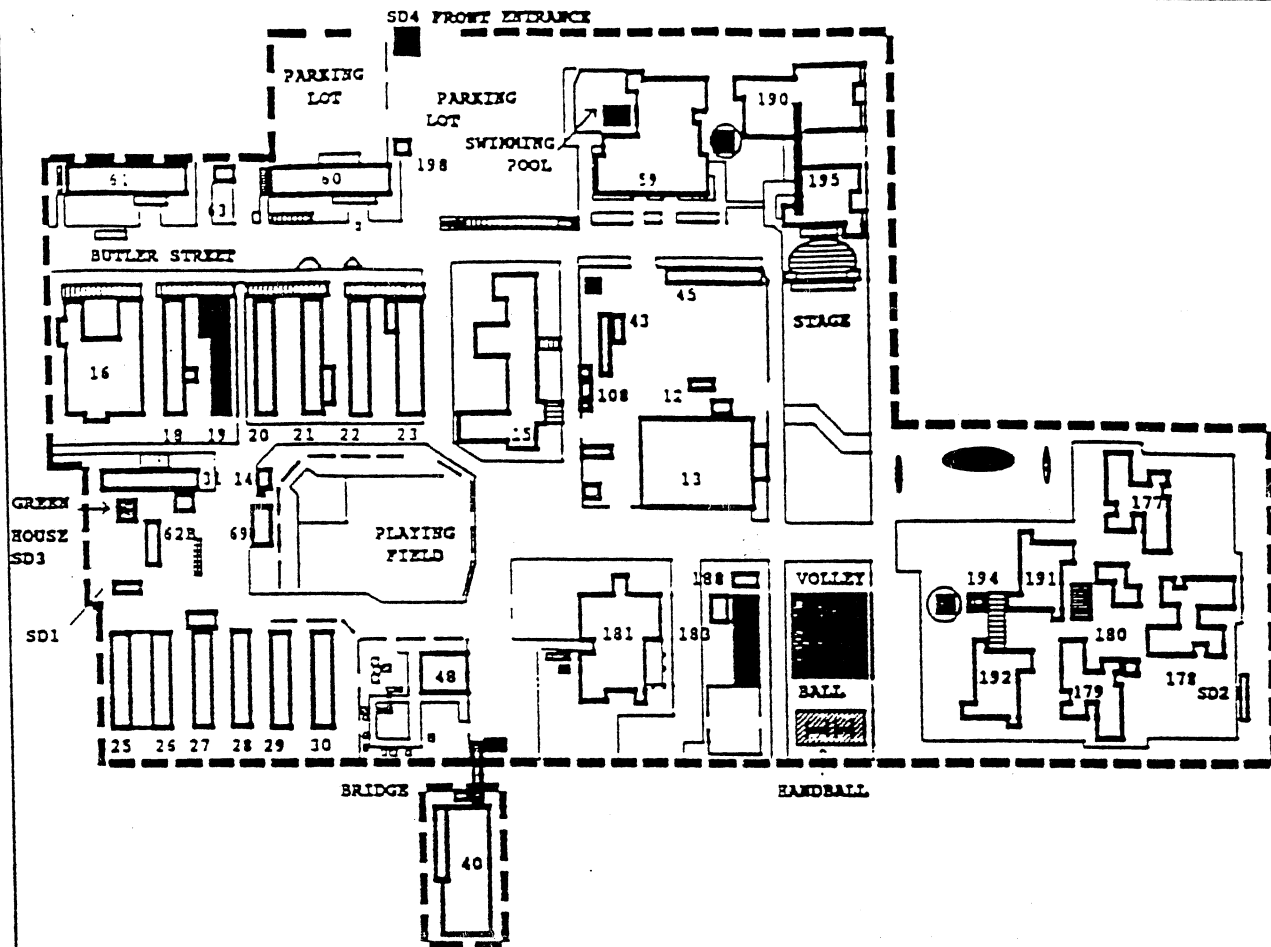 SD4 FRONT ENTRANCE
PARKING
LOT
PARKING
LOT
SWIMMING
POOL
190
198
61
60
63
59
195
BUTLER STREET
45
43
STAGE
16
108
12
18
19
20
21
22
23
15
13
31
14
GREEN
HOUSE
SD3
62B
69
PLAYING
FIELD
177
188
VOLLEY
194
191
SD1
181
183
180
48
BALL
192
179
178
SD2
25
26
27
28
29
30
BRIDGE
HANDBALL
40